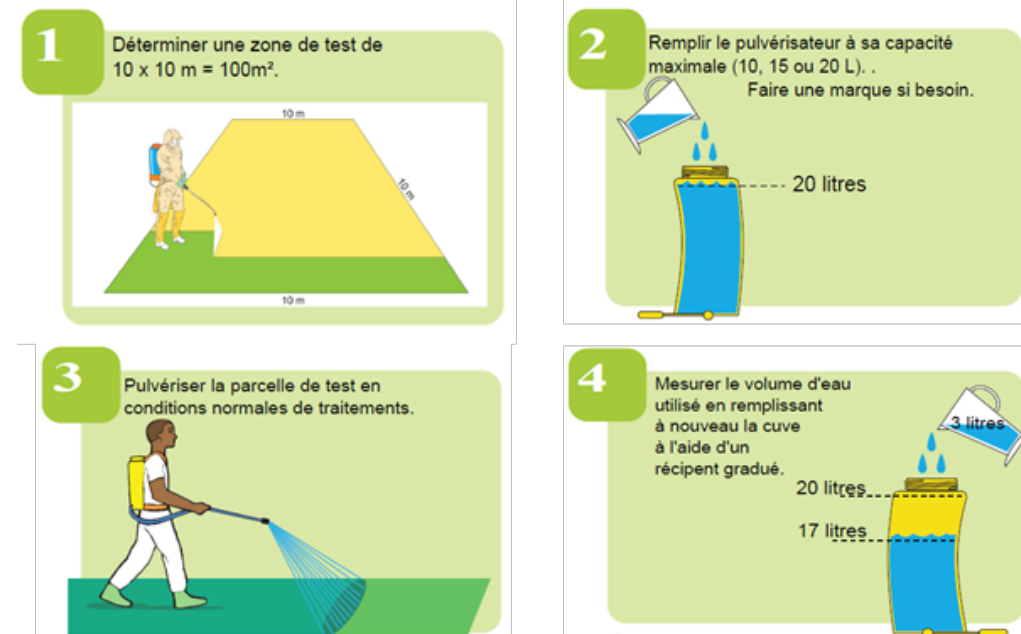 1
Déterminer une zone de test de
10 x 10 m = 100m².
10 m
10 m
10 m
2
Remplir le pulvérisateur à sa capacité
maximale (10, 15 ou 20 L). .
Faire une marque si besoin.
20 litres
3
Pulvériser la parcelle de test en
conditions normales de traitements.
4
Mesurer le volume d'eau
utilisé en remplissant
à nouveau la cuve
à l'aide d'un
récipent gradué.
3 litres
20 litres
17 litres